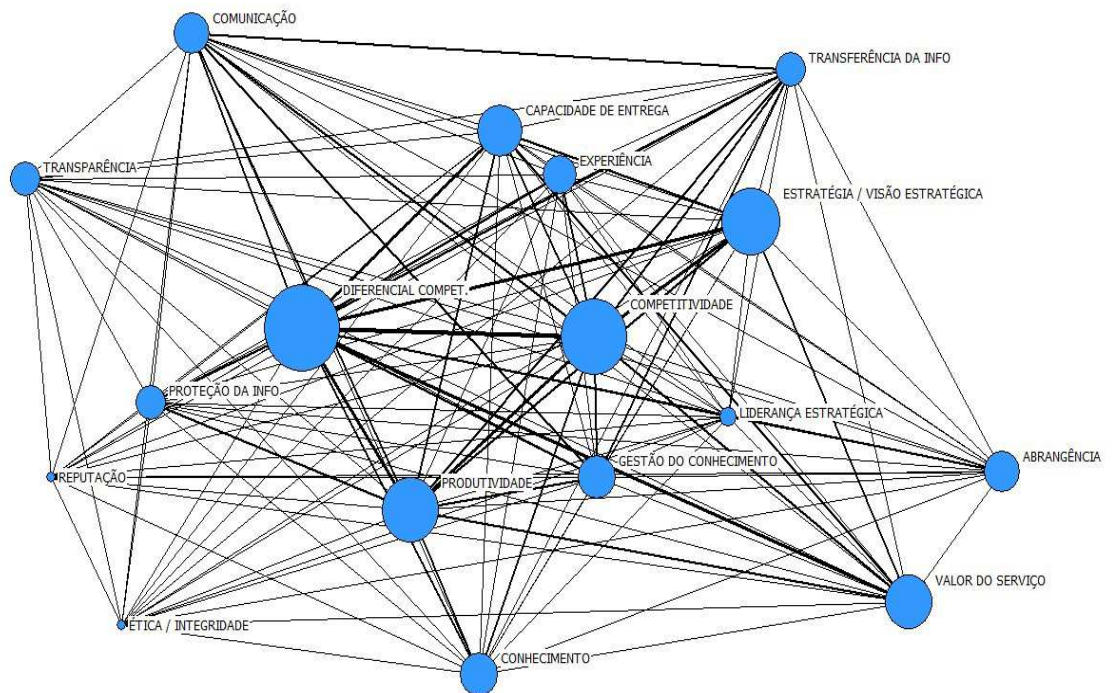 COMUNICAÇÃO
TRANSFERÊNCIA DA INFO
CAPACIDADE DE ENTREGA
EXPERIÊNCIA
TRANSPARÊNCIA
ESTRATÉGIA / VISÃO ESTRATÉGICA
DIFERENCIAL COMPET.
COMPETITIVIDADE
PROTEÇÃO DA INFO
LIDERANÇA ESTRATÉGICA
GESTÃO DO CONHECIMENTO
ABRANGÊNCIA
REPUTAÇÃO
PRODUTIVIDADE
VALOR DO SERVIÇO
ÉTICA / INTEGRIDADE
CONHECIMENTO